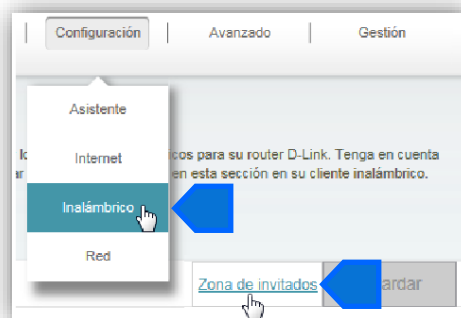 Configuración Avanzado Gestión
Asistente
Internet
icos para su router D-Link. Tenga en cuenta
en esta sección en su cliente inalámbrico.
Inalámbrico
Red
Zona de invitados ardar